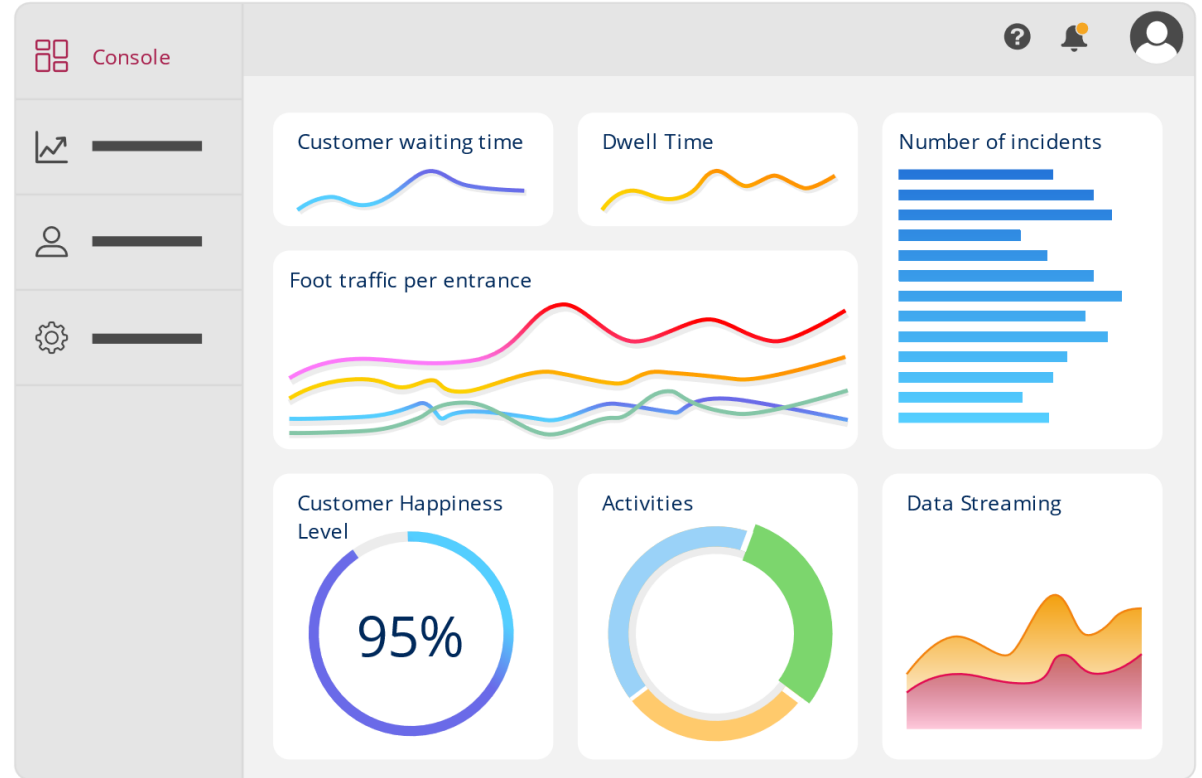 Console
Customer waiting time
Dwell Time
Number of incidents
Foot traffic per entrance
Customer Happiness
Level
95%
Activities
Data Streaming